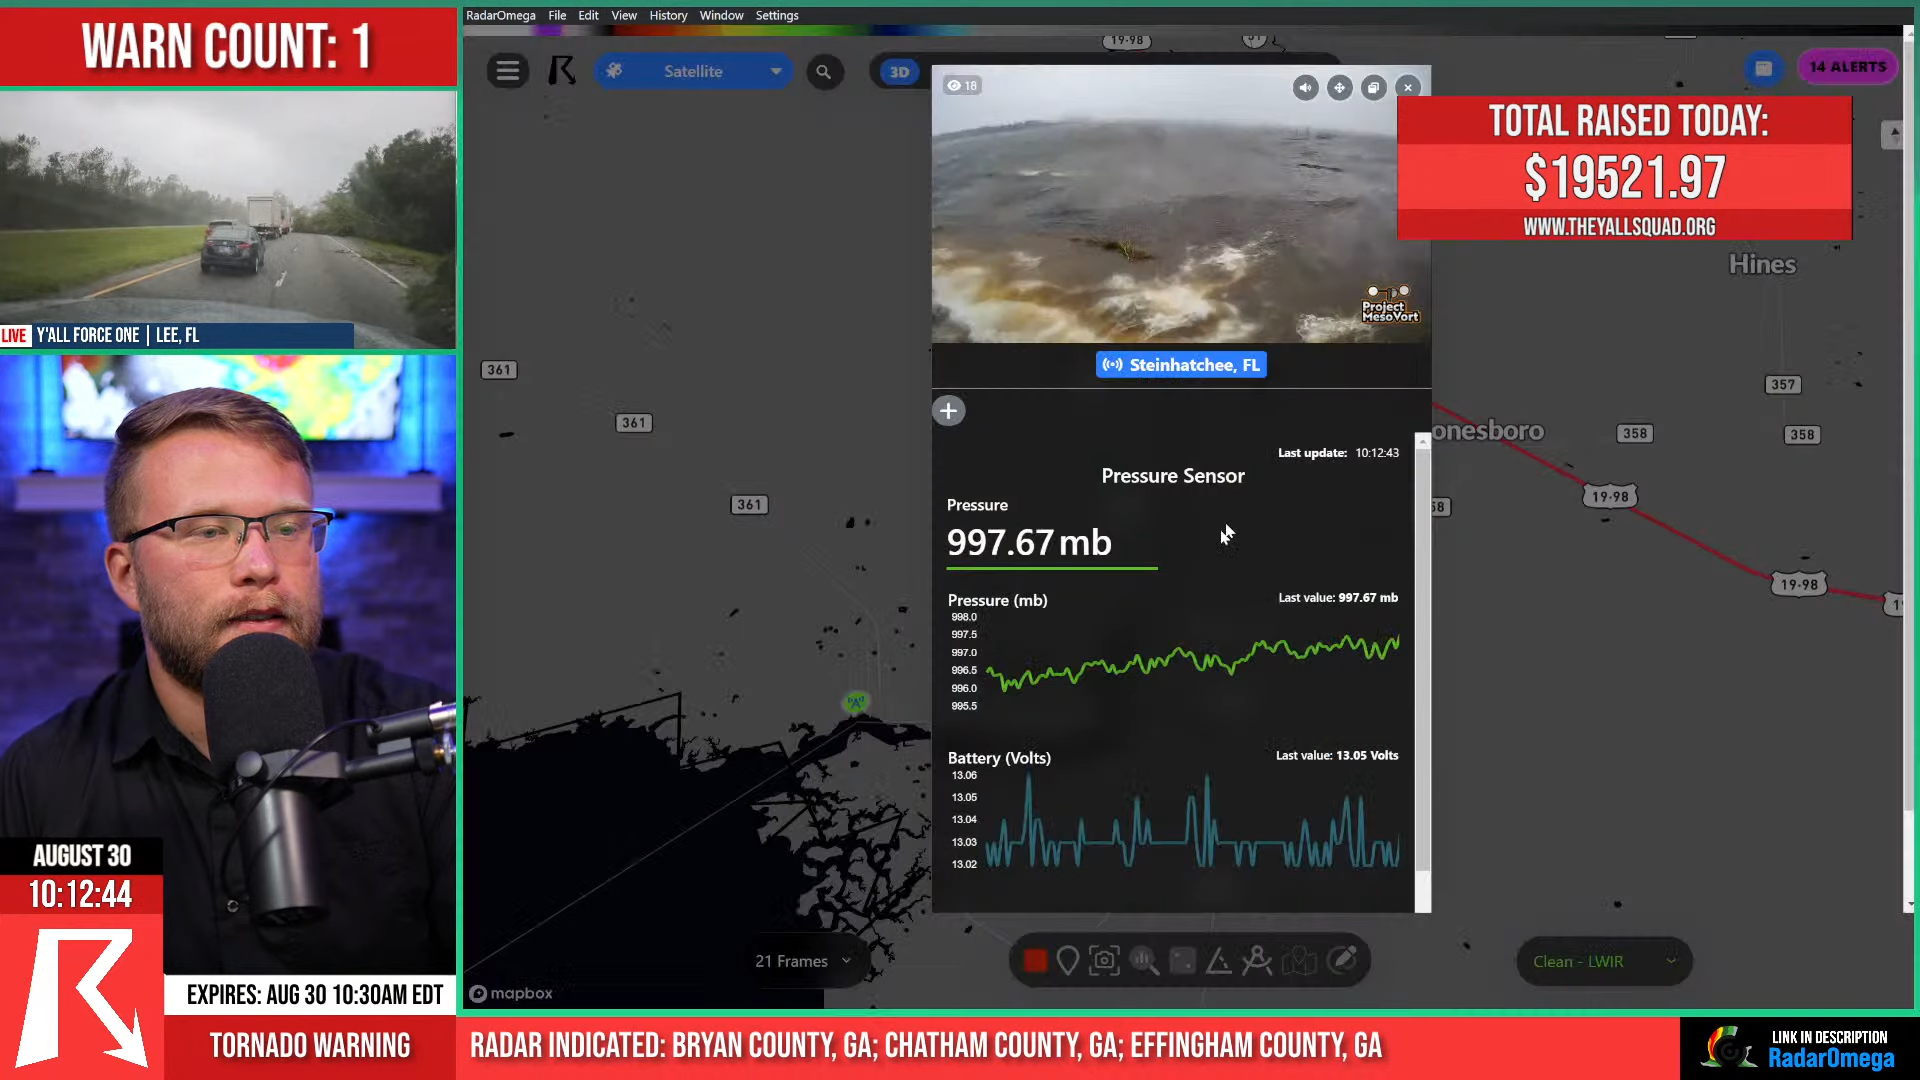 WARN COUNT: 1
LIVE Y'ALL FORCE ONE | LEE, FL
AUGUST 30
10:12:44
EXPIRES: AUG 30 10:30AM EDT
TORNADO WARNING
RADAR INDICATED: BRYAN COUNTY, GA; CHATHAM COUNTY, GA; EFFINGHAM COUNTY, GA
LINK IN DESCRIPTION
RadarOmega
RadarOmega File Edit View History Window Settings
Satellite
3D
14 ALERTS
TOTAL RAISED TODAY:
$19521.97
WWW.THEYALLSQUAD.ORG
18
Project
MesoVort
Steinhatchee, FL
Last update: 10:12:43
Pressure Sensor
Pressure
997.67 mb
Pressure (mb)
Last value: 997.67 mb
998.0
997.5
997.0
996.5
996.0
995.5
Battery (Volts)
Last value: 13.05 Volts
13.06
13.05
13.04
13.03
13.02
19-98
51
361
361
361
Hines
357
onesboro
358
358
19-98
58
19-98
21 Frames
Clean - LWIR
mapbox